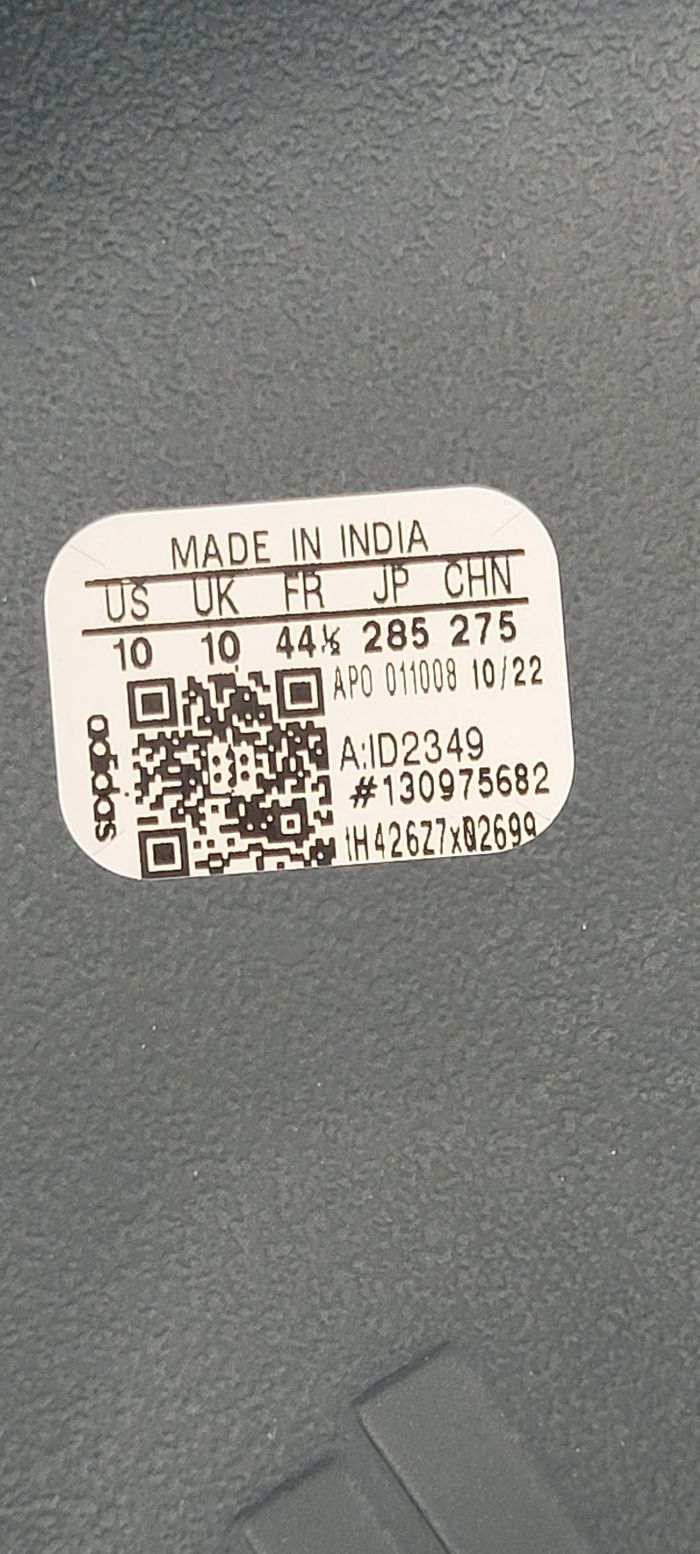 MADE IN INDIA
US UK FR JP CHN
10 10 44½ 285 275
APO 011008 10/22
A:ID2349
#130975682
adidas